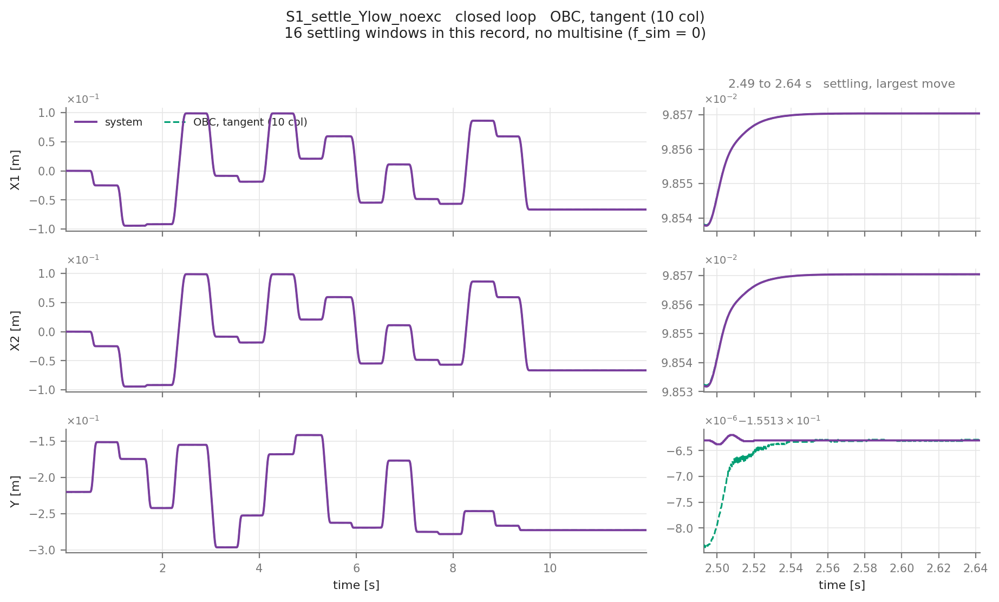 S1_settle_Ylow_noexc   closed loop   OBC, tangent (10 col)
16 settling windows in this record, no multisine (f_sim = 0)
2.49 to 2.64 s   settling, largest move
×10⁻¹
1.0
0.5
0.0
−0.5
−1.0
X1 [m]
system
OBC, tangent (10 col)
×10⁻²
9.857
9.856
9.855
9.854
×10⁻¹
1.0
0.5
0.0
−0.5
−1.0
X2 [m]
×10⁻²
9.857
9.856
9.855
9.854
9.853
×10⁻¹
−1.5
−2.0
−2.5
−3.0
Y [m]
2 4 6 8 10
time [s]
×10⁻⁶−1.5513×10⁻¹
−6.5
−7.0
−7.5
−8.0
2.50 2.52 2.54 2.56 2.58 2.60 2.62 2.64
time [s]